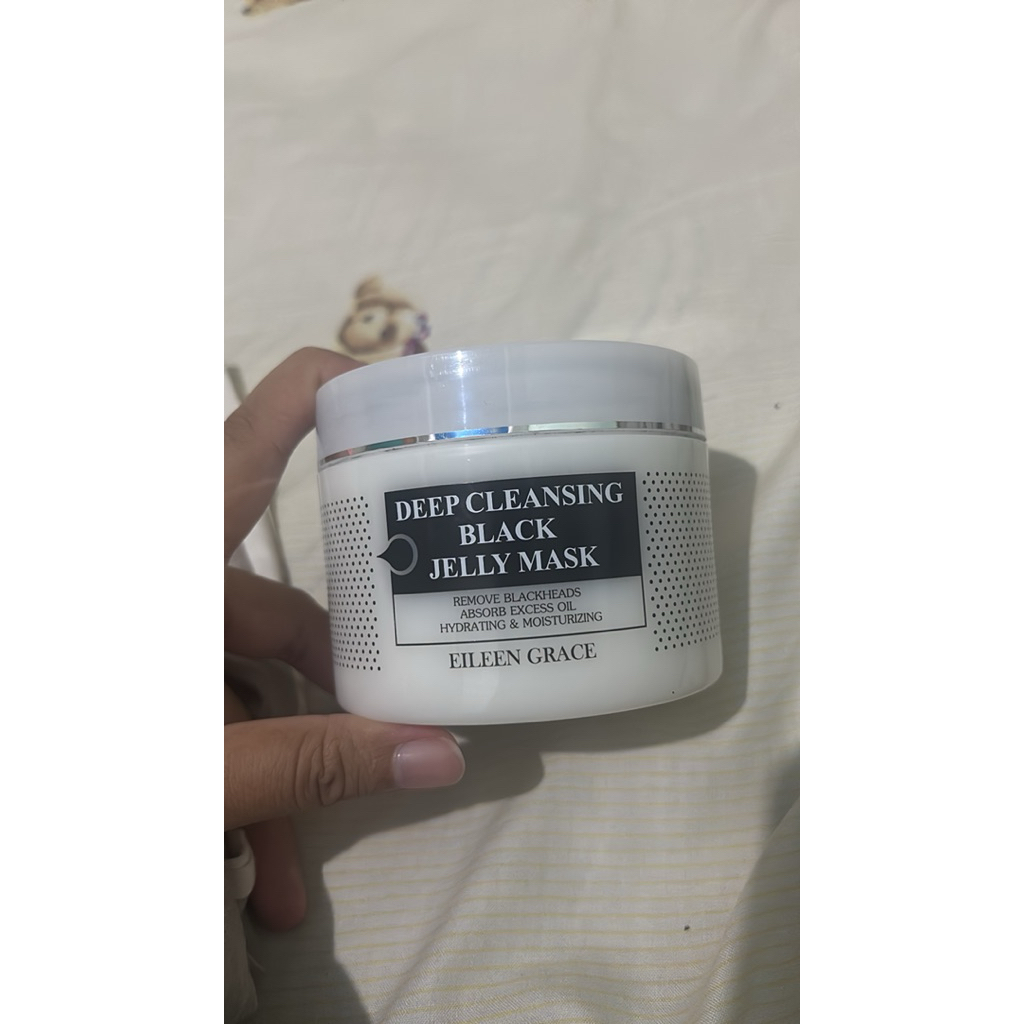 DEEP CLEANSING
BLACK
JELLY MASK
REMOVE BLACKHEADS
ABSORB EXCESS OIL
HYDRATING & MOISTURIZING
EILEEN GRACE